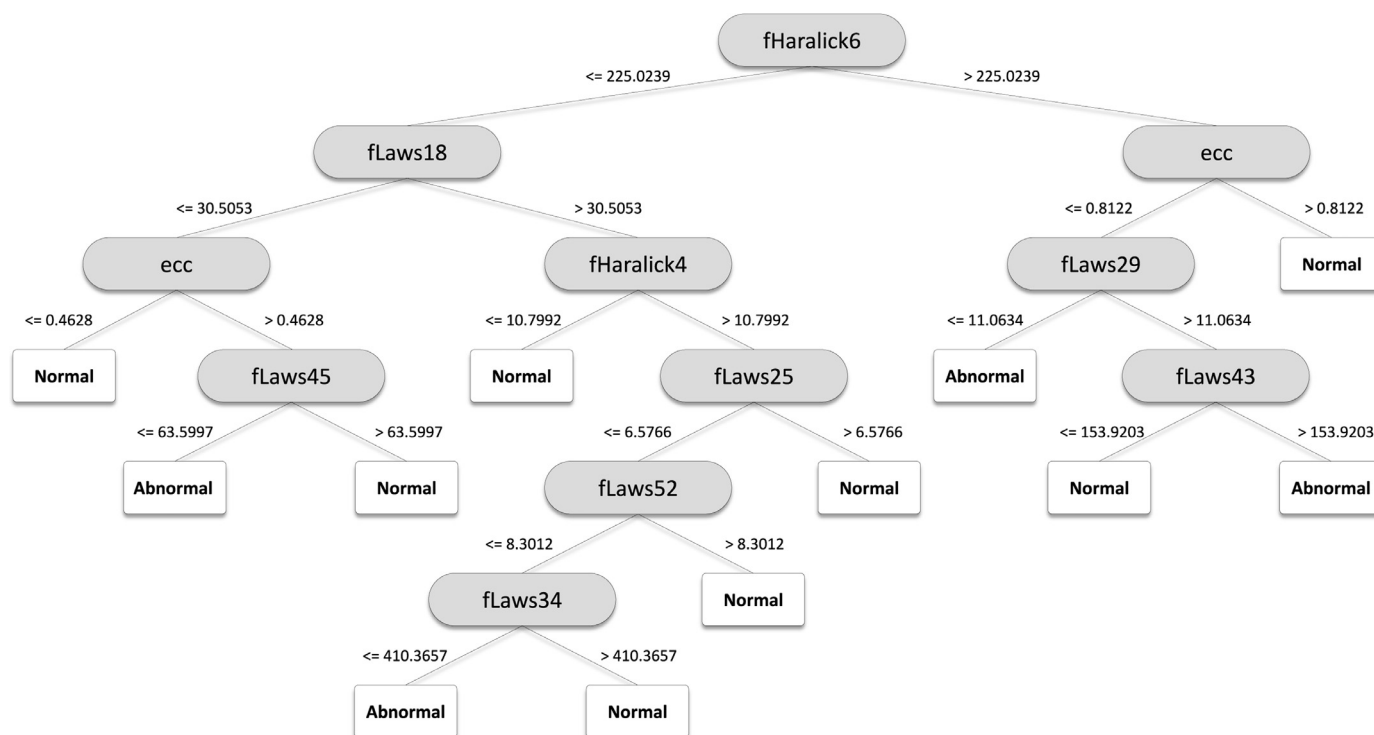 fHaralick6
<= 225.0239
> 225.0239
fLaws18
ecc
<= 30.5053
> 30.5053
<= 0.8122
> 0.8122
ecc
fHaralick4
fLaws29
Normal
<= 0.4628
> 0.4628
<= 10.7992
> 10.7992
<= 11.0634
> 11.0634
Normal
fLaws45
Normal
fLaws25
Abnormal
fLaws43
<= 63.5997
> 63.5997
<= 6.5766
> 6.5766
<= 153.9203
> 153.9203
Abnormal
Normal
fLaws52
Normal
Normal
Abnormal
<= 8.3012
> 8.3012
fLaws34
Normal
<= 410.3657
> 410.3657
Abnormal
Normal